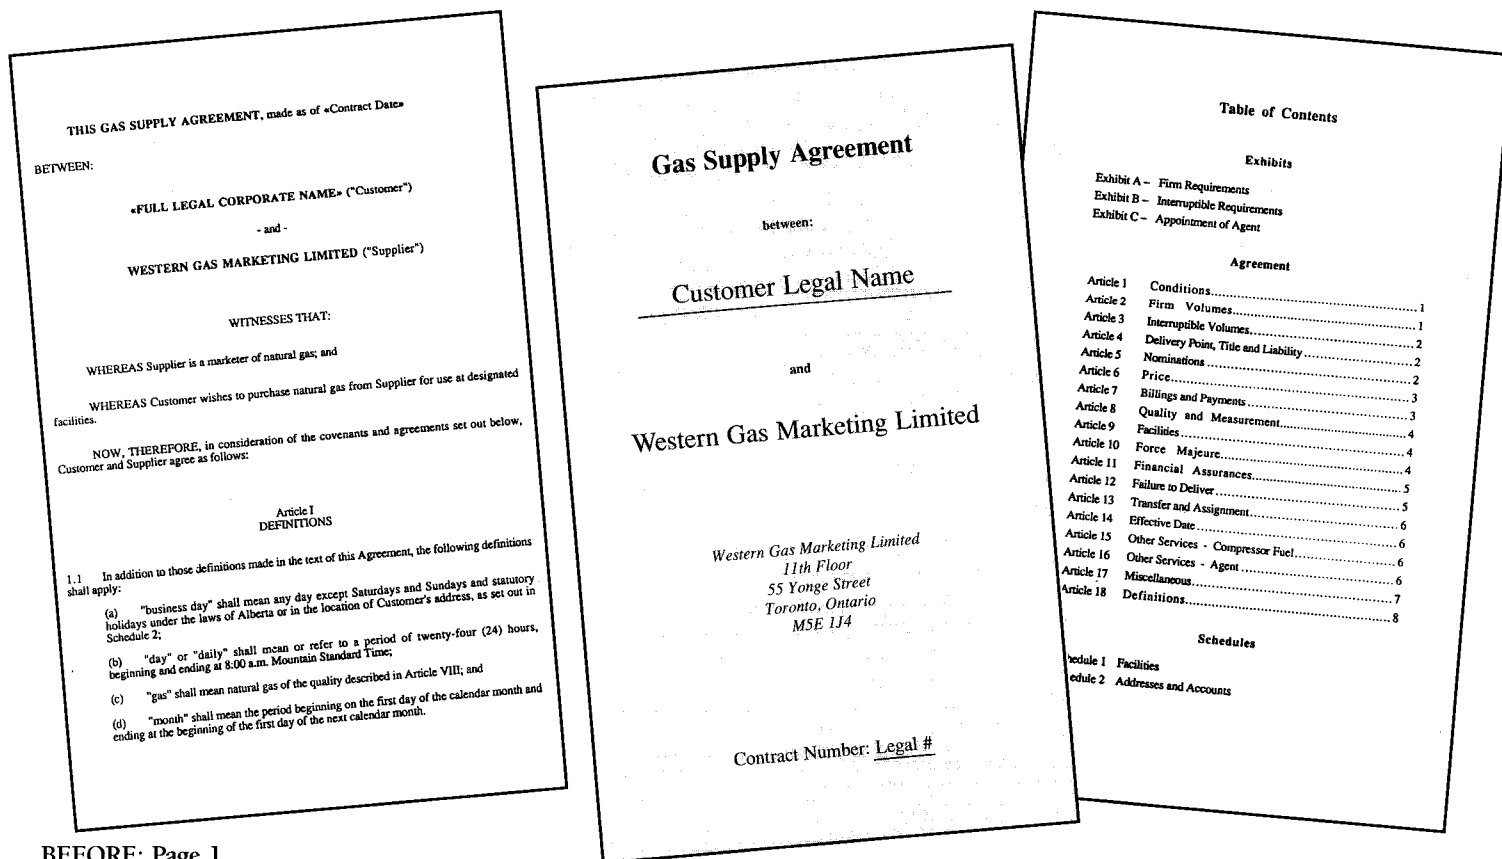 THIS GAS SUPPLY AGREEMENT, made as of «Contract Date»
BETWEEN:
«FULL LEGAL CORPORATE NAME» ("Customer")
- and -
WESTERN GAS MARKETING LIMITED ("Supplier")
WITNESSES THAT:
WHEREAS Supplier is a marketer of natural gas; and
WHEREAS Customer wishes to purchase natural gas from Supplier for use at designated
facilities.
NOW, THEREFORE, in consideration of the covenants and agreements set out below,
Customer and Supplier agree as follows:
Article I
DEFINITIONS
1.1 In addition to those definitions made in the text of this Agreement, the following definitions
shall apply:
(a) "business day" shall mean any day except Saturdays and Sundays and statutory
holidays under the laws of Alberta or in the location of Customer's address, as set out in
Schedule 2;
(b) "day" or "daily" shall mean or refer to a period of twenty-four (24) hours,
beginning and ending at 8:00 a.m. Mountain Standard Time;
(c) "gas" shall mean natural gas of the quality described in Article VIII; and
(d) "month" shall mean the period beginning on the first day of the calendar month and
ending at the beginning of the first day of the next calendar month.
BEFORE: Page 1
Gas Supply Agreement
between:
Customer Legal Name
and
Western Gas Marketing Limited
Western Gas Marketing Limited
11th Floor
55 Yonge Street
Toronto, Ontario
M5E 1J4
Contract Number: Legal #
Table of Contents
Exhibits
Exhibit A – Firm Requirements
Exhibit B – Interruptible Requirements
Exhibit C – Appointment of Agent
Agreement
Article 1 Conditions 1
Article 2 Firm Volumes 1
Article 3 Interruptible Volumes 2
Article 4 Delivery Point, Title and Liability 2
Article 5 Nominations 2
Article 6 Price 3
Article 7 Billings and Payments 3
Article 8 Quality and Measurement 4
Article 9 Facilities 4
Article 10 Force Majeure 4
Article 11 Financial Assurances 5
Article 12 Failure to Deliver 5
Article 13 Transfer and Assignment 6
Article 14 Effective Date 6
Article 15 Other Services - Compressor Fuel 6
Article 16 Other Services - Agent 6
Article 17 Miscellaneous 7
Article 18 Definitions 8
Schedules
hedule 1 Facilities
edule 2 Addresses and Accounts